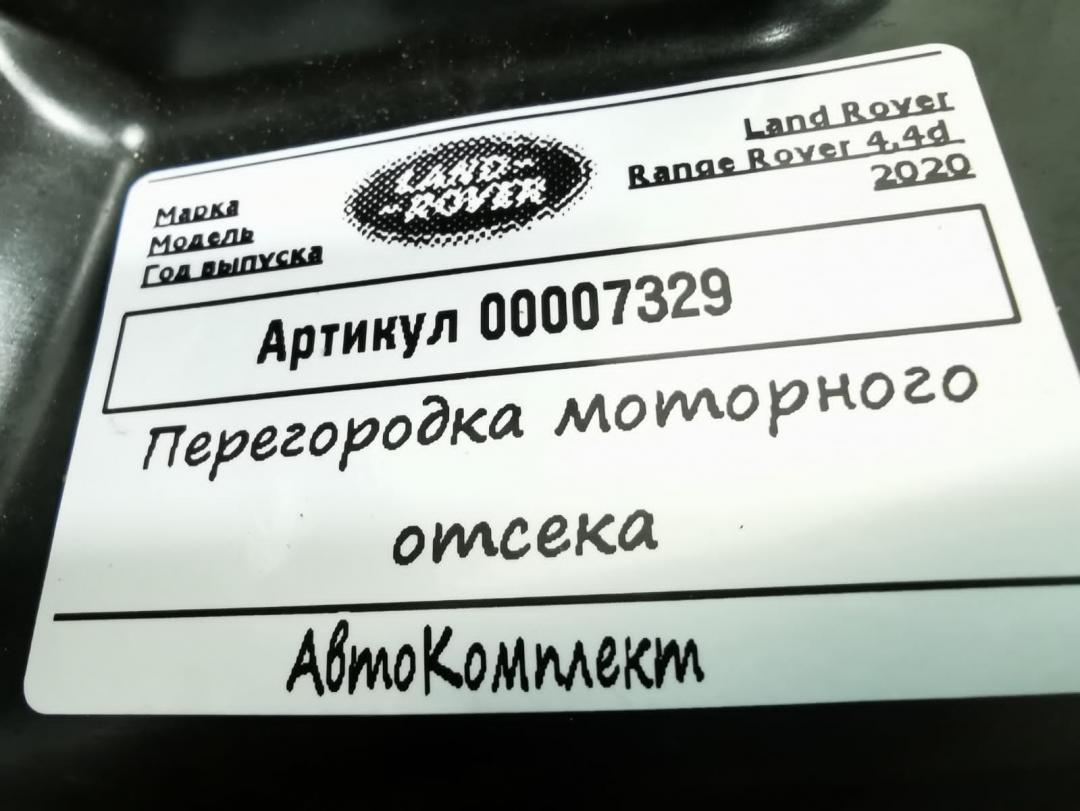 Марка
Модель
Год выпуска
LAND-
-ROVER
Land Rover
Range Rover 4.4d
2020
Артикул 00007329
Перегородка моторного
отсека
АвтоКомплект